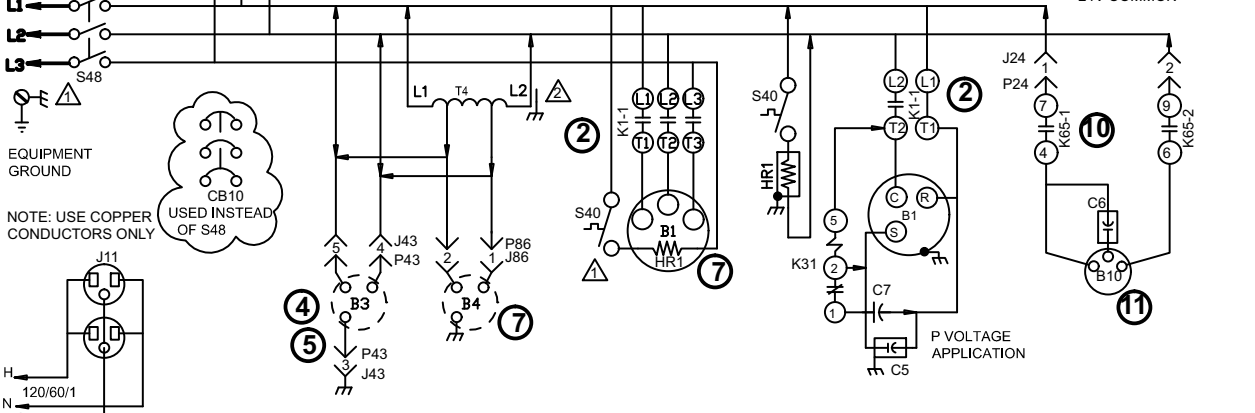 L1
L2
L3
S48
1
EQUIPMENT
GROUND
NOTE: USE COPPER
CONDUCTORS ONLY
CB10
USED INSTEAD
OF S48
J11
H
120/60/1
N
L1
T4
L2
2
5
4
J43
P43
2
1
P86
J86
4
B3
5
P43
3
J43
B4
7
2
S40
1
L1
L2
L3
K1-1
T1
T2
T3
B1
HR1
7
S40
HR1
L2
L1
K1-1
2
T2
T1
C
R
B1
S
5
K31
2
1
C7
C5
P VOLTAGE
APPLICATION
J24
1
P24
2
7
K65-1
4
10
9
K65-2
6
C6
B10
11